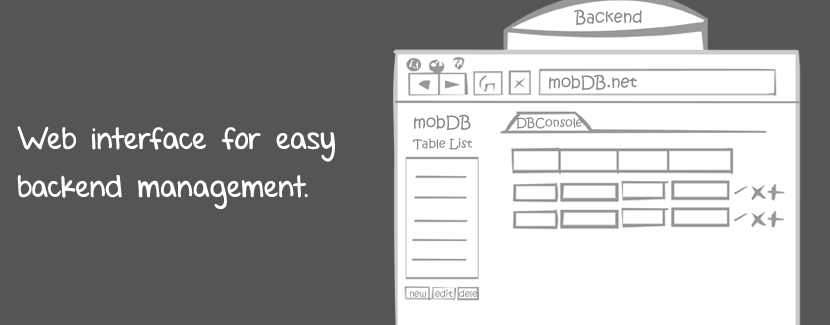 Backend
mobDB.net
Web interface for easy
backend management.
mobDB
Table List
DBConsole
new edit dele